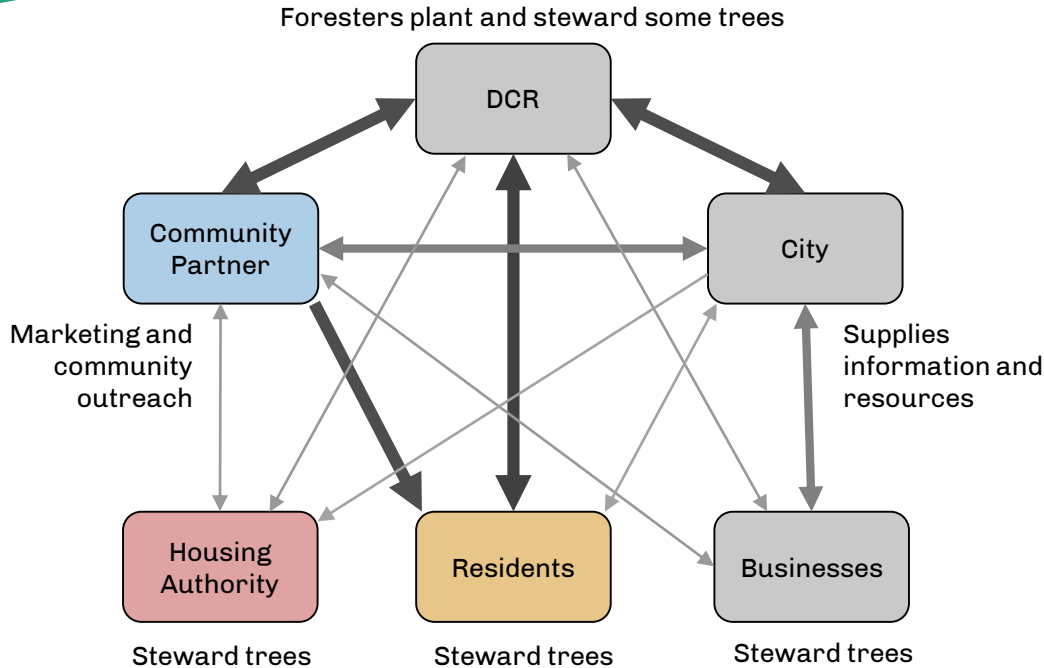 Foresters plant and steward some trees
DCR
Community
Partner
City
Marketing and
community
outreach
Supplies
information and
resources
Housing
Authority
Residents
Businesses
Steward trees
Steward trees
Steward trees